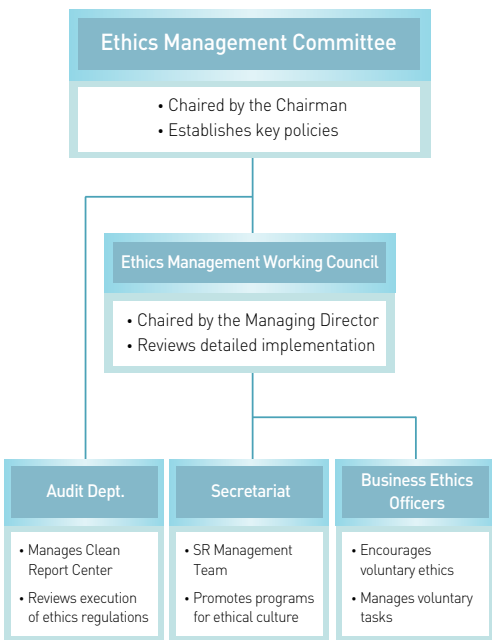 Ethics Management Committee
• Chaired by the Chairman
• Establishes key policies
Ethics Management Working Council
• Chaired by the Managing Director
• Reviews detailed implementation
Audit Dept.
• Manages Clean
Report Center
• Reviews execution
of ethics regulations
Secretariat
• SR Management
Team
• Promotes programs
for ethical culture
Business Ethics
Officers
• Encourages
voluntary ethics
• Manages voluntary
tasks